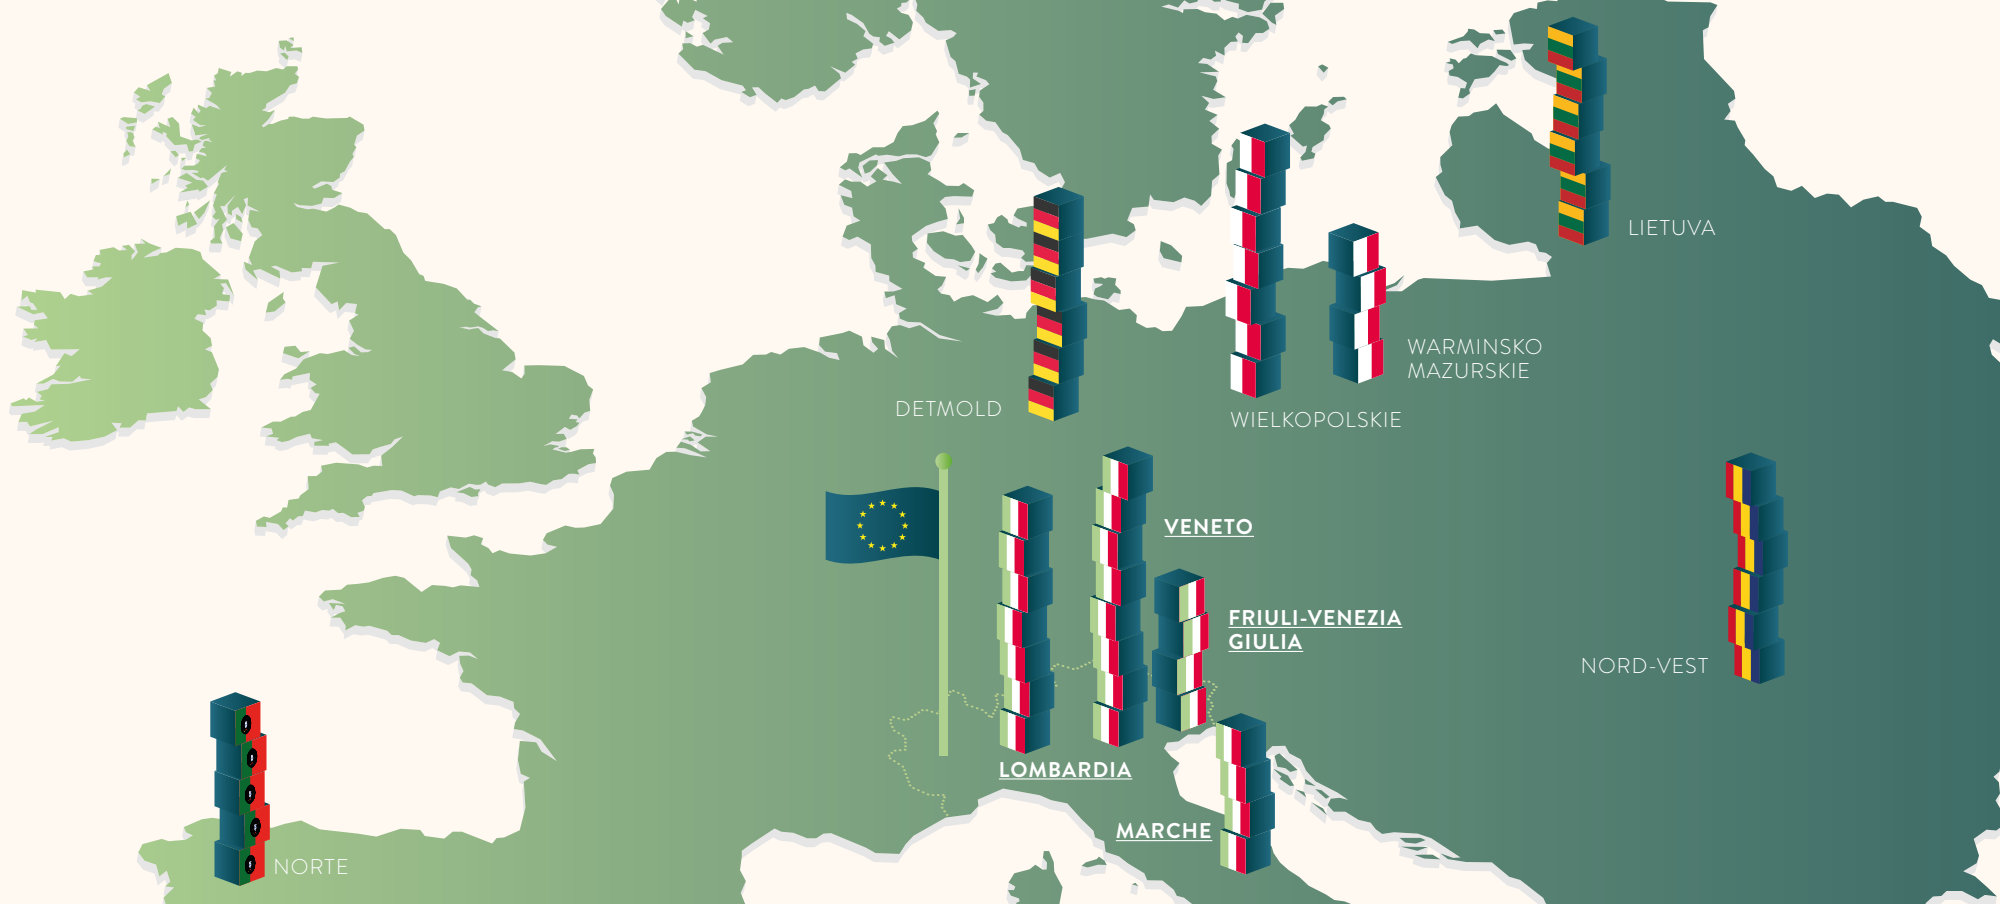 LIETUVA
WARMINSKO
MAZURSKIE
DETMOLD
WIELKOPOLSKIE
VENETO
FRIULI-VENEZIA
GIULIA
NORD-VEST
LOMBARDIA
MARCHE
NORTE